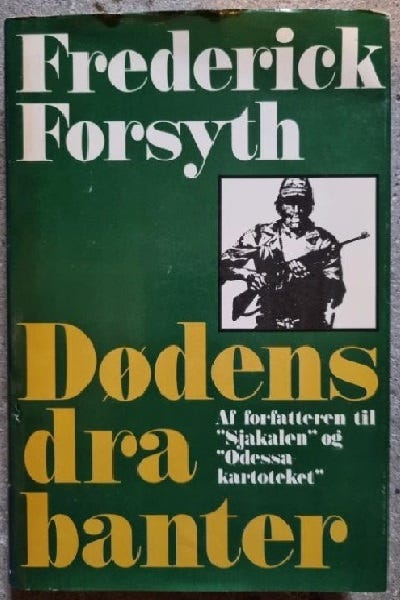 Frederick
Forsyth
Dødens
dra
banter
Af forfatteren til
"Sjakalen" og
"Odessa-
kartoteket"